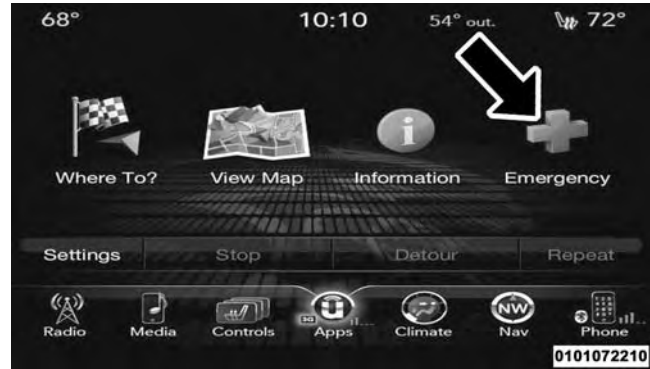 68° 10:10 54° out. 72°
Where To? View Map Information Emergency
Settings Stop Detour Repeat
3G NW
Radio Media Controls Apps Climate Nav Phone
0101072210